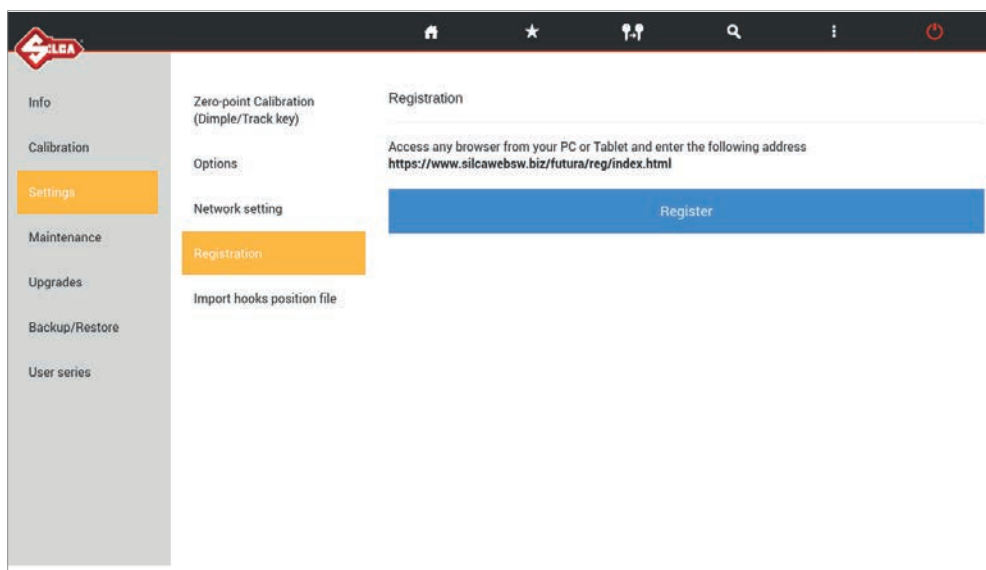 SILCA
Info
Calibration
Settings
Maintenance
Upgrades
Backup/Restore
User series
Zero-point Calibration
(Dimple/Track key)
Options
Network setting
Registration
Import hooks position file
Registration
Access any browser from your PC or Tablet and enter the following address
https://www.silcawebsw.biz/futura/reg/index.html
Register